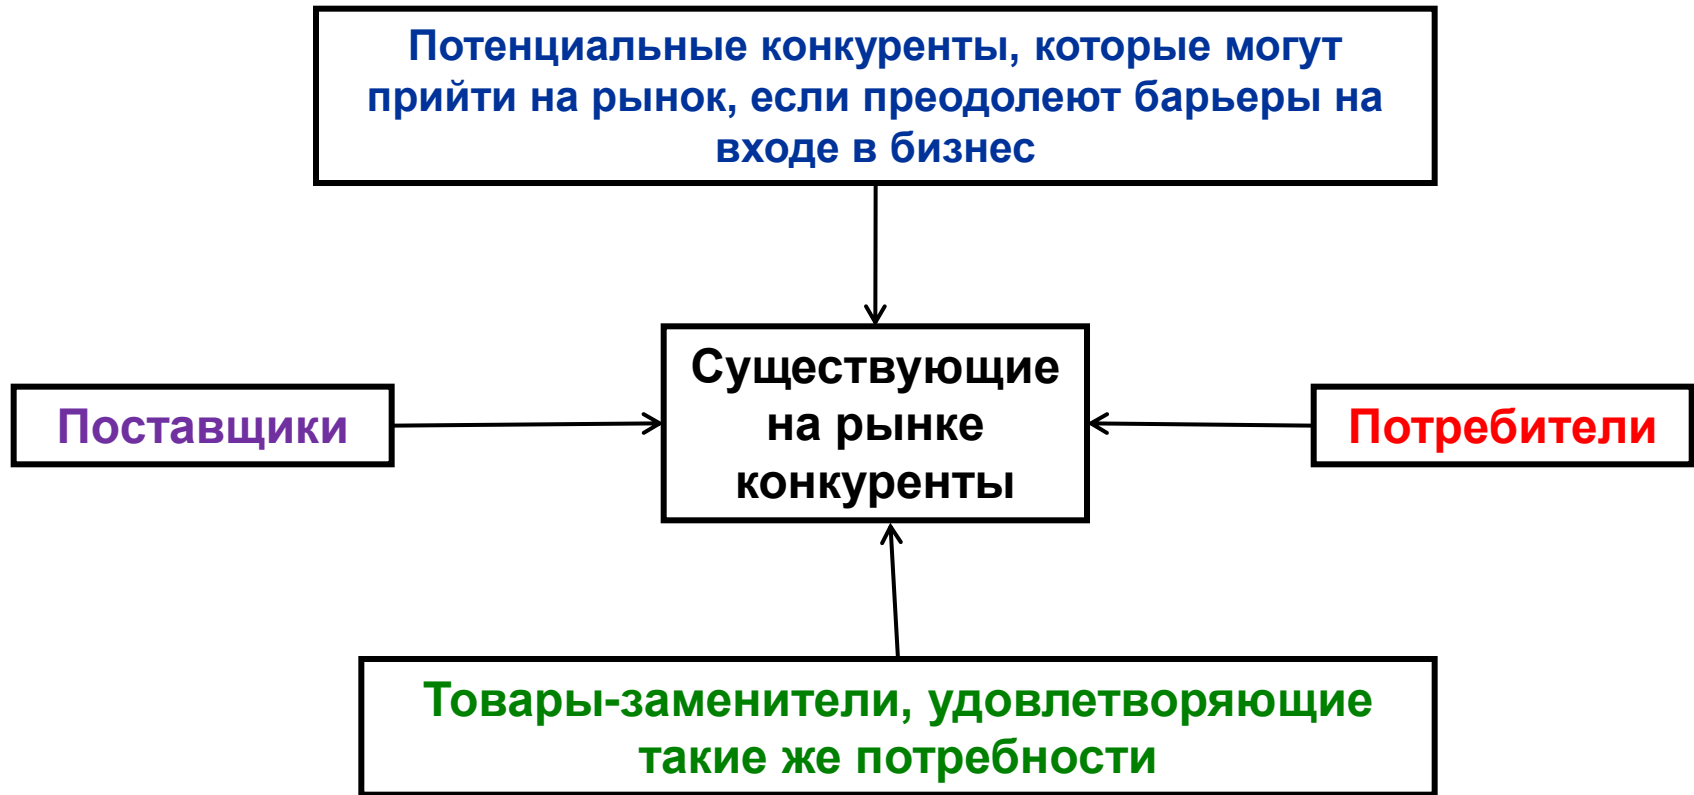 Потенциальные конкуренты, которые могут
прийти на рынок, если преодолеют барьеры на
входе в бизнес
Существующие
на рынке
конкуренты
Поставщики
Потребители
Товары-заменители, удовлетворяющие
такие же потребности